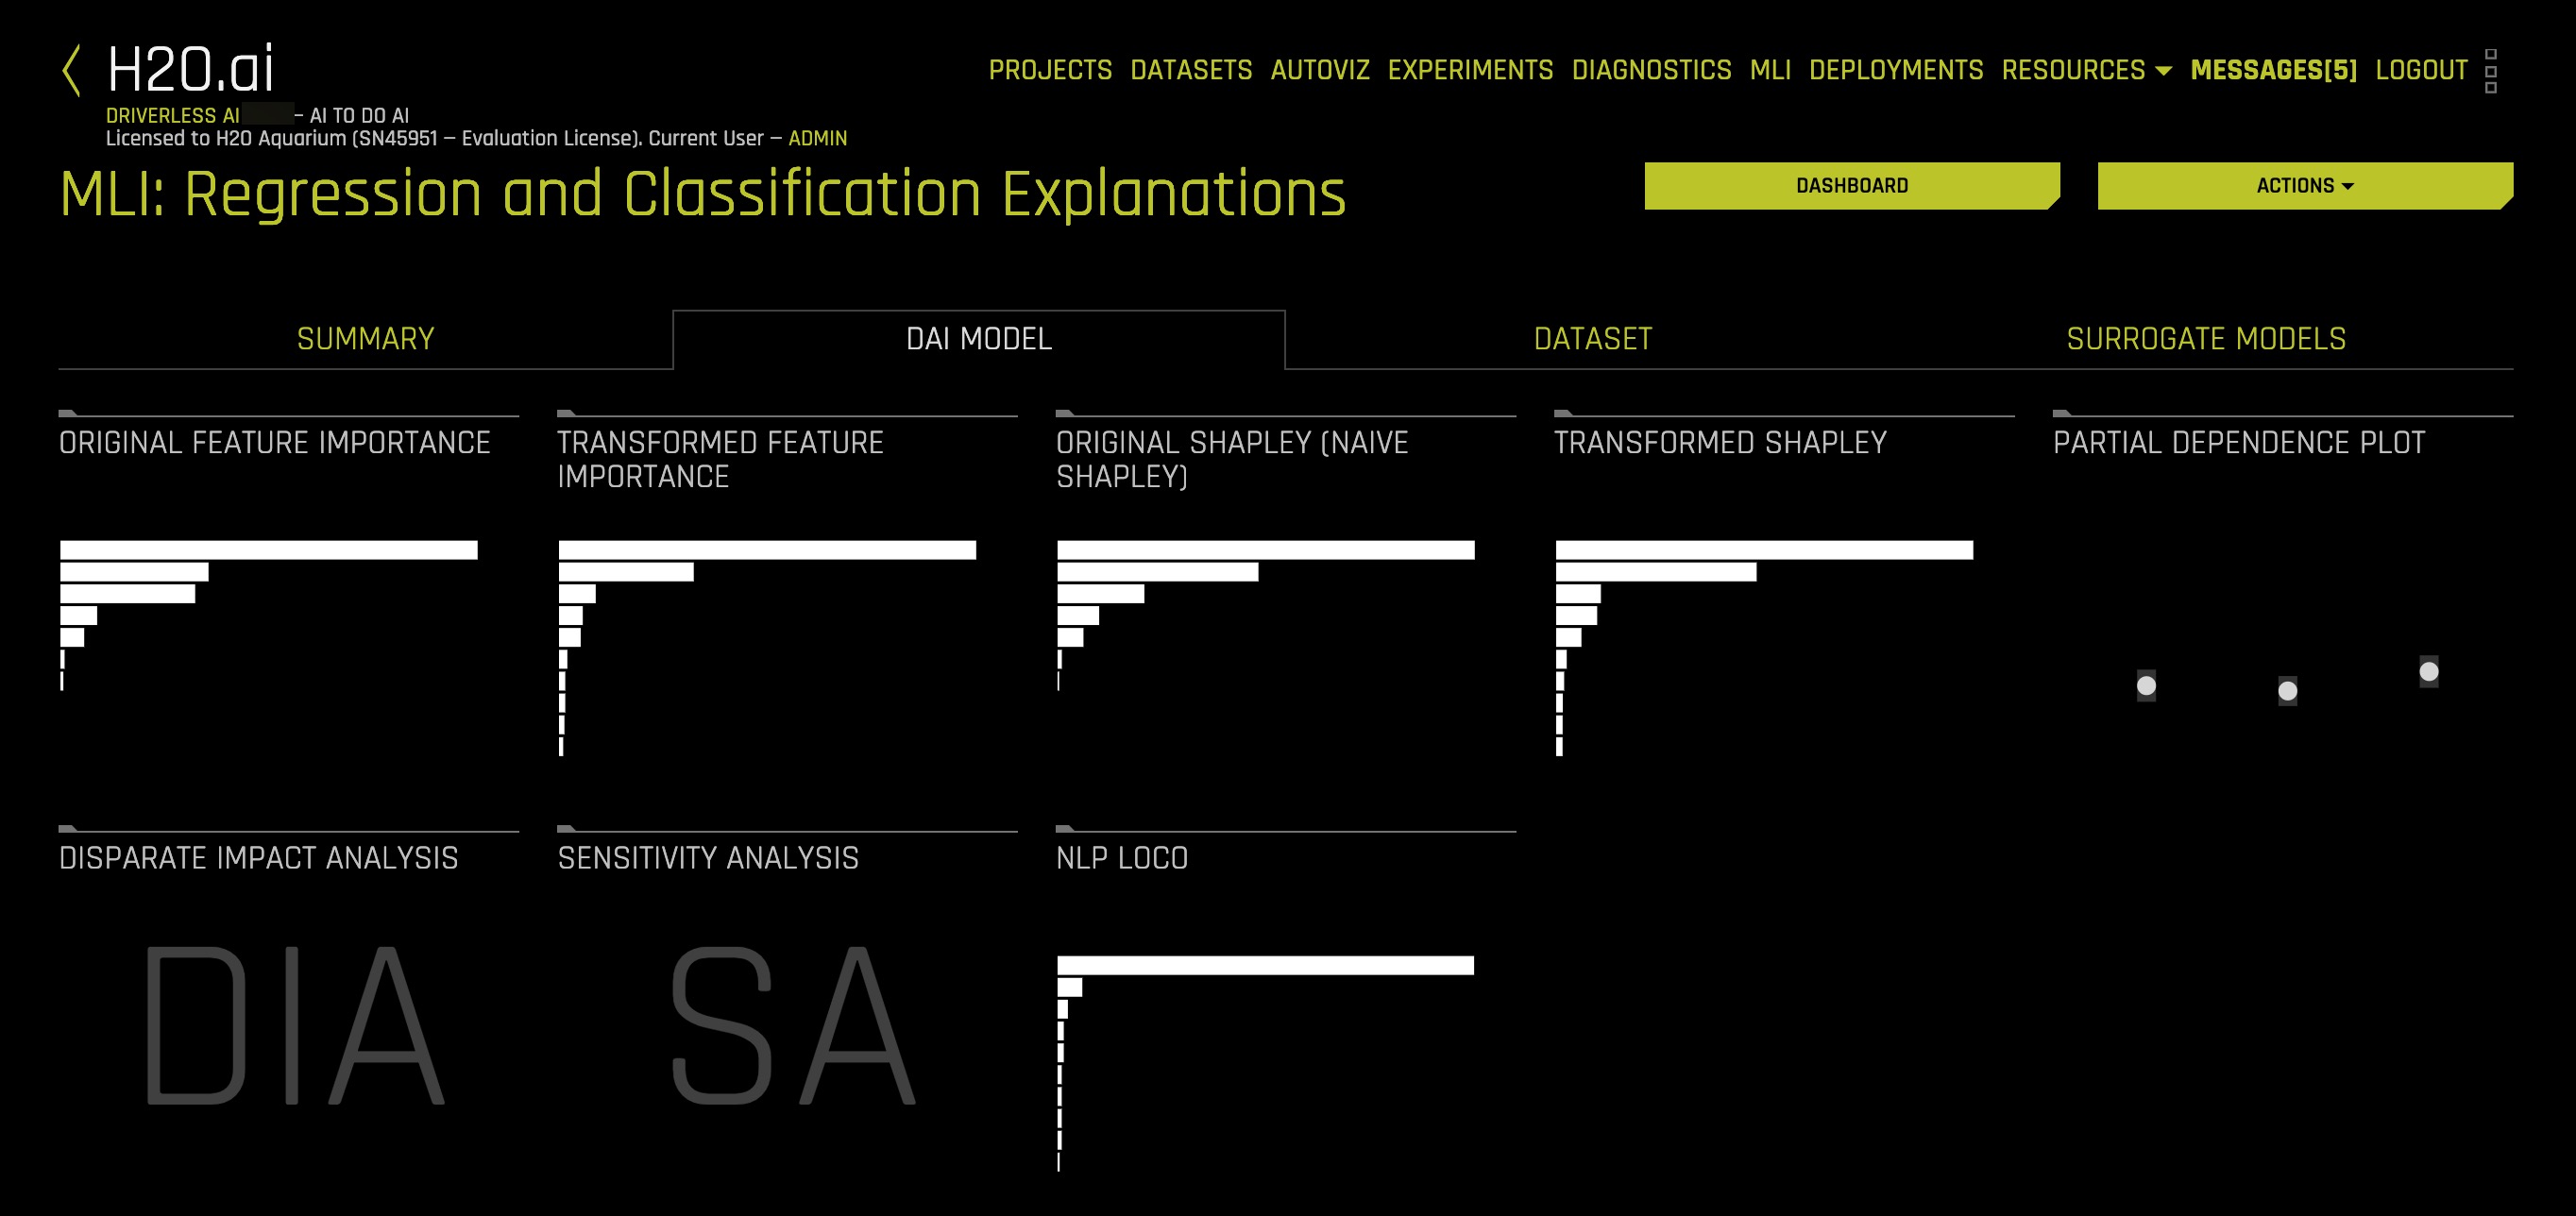 H2O.ai
PROJECTS DATASETS AUTOVIZ EXPERIMENTS DIAGNOSTICS MLI DEPLOYMENTS RESOURCES MESSAGES[5] LOGOUT
DRIVERLESS AI – AI TO DO AI
Licensed to H2O Aquarium (SN45951 – Evaluation License). Current User – ADMIN
MLI: Regression and Classification Explanations
DASHBOARD
ACTIONS
SUMMARY
DAI MODEL
DATASET
SURROGATE MODELS
ORIGINAL FEATURE IMPORTANCE
TRANSFORMED FEATURE
IMPORTANCE
ORIGINAL SHAPLEY (NAIVE
SHAPLEY)
TRANSFORMED SHAPLEY
PARTIAL DEPENDENCE PLOT
DISPARATE IMPACT ANALYSIS
SENSITIVITY ANALYSIS
NLP LOCO
DIA
SA